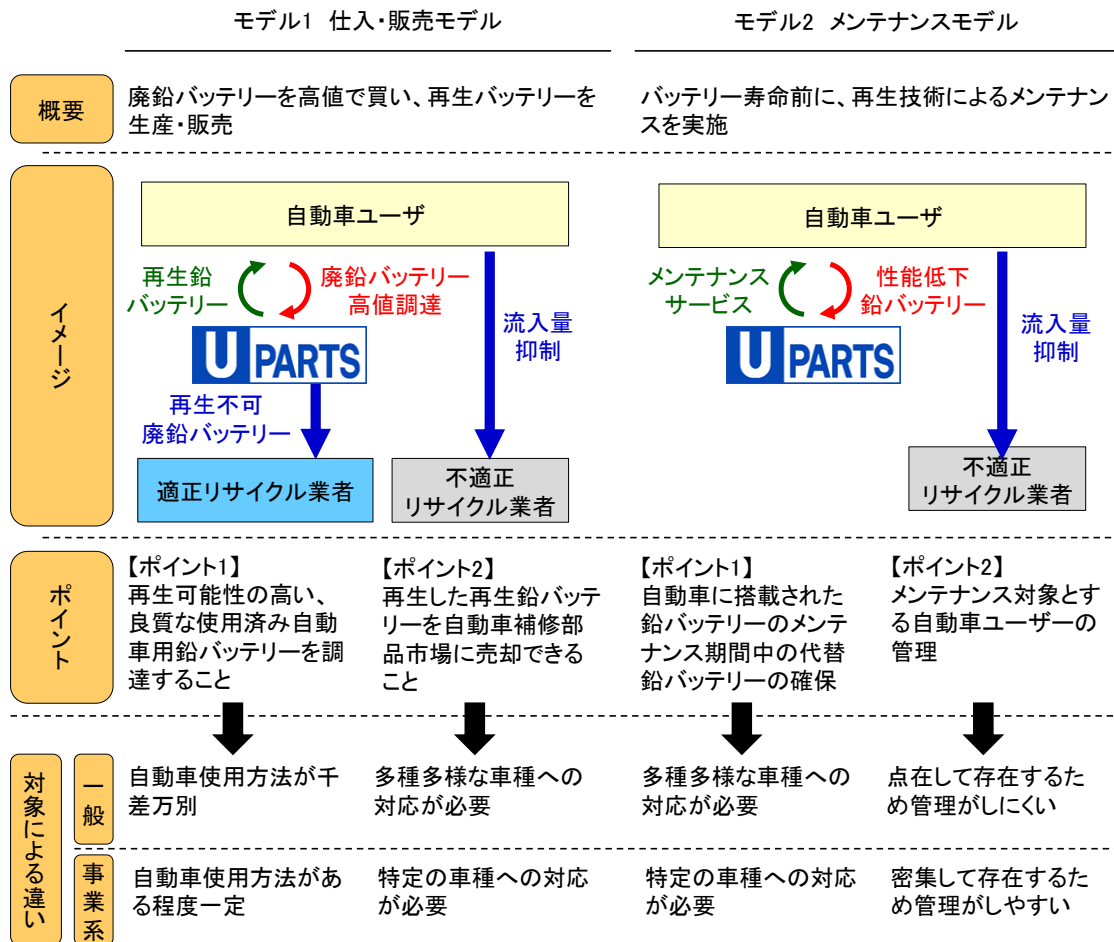 モデル1 仕入・販売モデル
モデル2 メンテナンスモデル
概要
廃鉛バッテリーを高値で買い、再生バッテリーを
生産・販売
バッテリー寿命前に、再生技術によるメンテナン
スを実施
イメージ
自動車ユーザ
再生鉛
バッテリー
廃鉛バッテリー
高値調達
U PARTS
流入量
抑制
再生不可
廃鉛バッテリー
適正リサイクル業者
不適正
リサイクル業者
自動車ユーザ
メンテナンス
サービス
性能低下
鉛バッテリー
U PARTS
流入量
抑制
不適正
リサイクル業者
ポイント
【ポイント1】
再生可能性の高い、
良質な使用済み自動
車用鉛バッテリーを調
達すること
【ポイント2】
再生した再生鉛バッテ
リーを自動車補修部
品市場に売却できる
こと
【ポイント1】
自動車に搭載された
鉛バッテリーのメンテ
ナンス期間中の代替
鉛バッテリーの確保
【ポイント2】
メンテナンス対象とす
る自動車ユーザーの
管理
対象による違い
一般
自動車使用方法が千
差万別
多種多様な車種への
対応が必要
多種多様な車種への
対応が必要
点在して存在するた
め管理がしにくい
事業系
自動車使用方法があ
る程度一定
特定の車種への対応
が必要
特定の車種への対応
が必要
密集して存在するた
め管理がしやすい